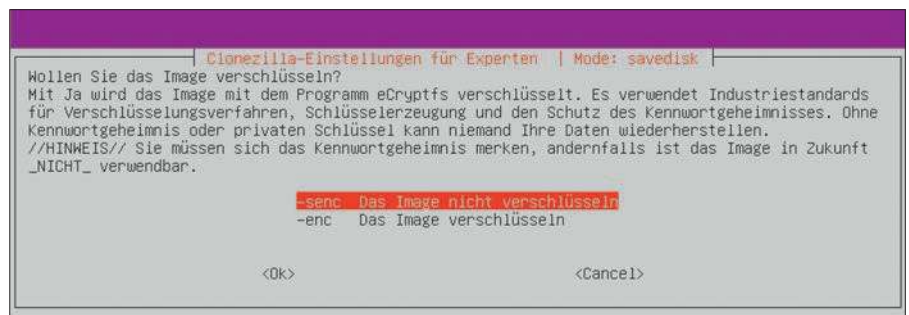 Clonezilla-Einstellungen für Experten | Mode: savedisk
Wollen Sie das Image verschlüsseln?
Mit Ja wird das Image mit dem Programm eCryptfs verschlüsselt. Es verwendet Industriestandards
für Verschlüsselungsverfahren, Schlüsselerzeugung und den Schutz des Kennwortgeheimnisses. Ohne
Kennwortgeheimnis oder privaten Schlüssel kann niemand Ihre Daten wiederherstellen.
//HINWEIS// Sie müssen sich das Kennwortgeheimnis merken, andernfalls ist das Image in Zukunft
_NICHT_ verwendbar.
-senc Das Image nicht verschlüsseln
-enc Das Image verschlüsseln
<Ok> <Cancel>